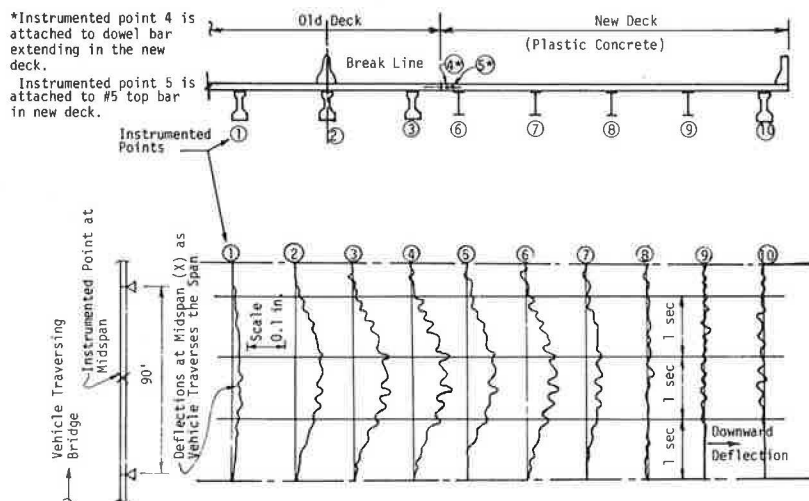 *Instrumented point 4 is
attached to dowel bar
extending in the new
deck.
Instrumented point 5 is
attached to #5 top bar
in new deck.
Old Deck
New Deck
(Plastic Concrete)
Break Line
4*
5*
1
2
3
6
7
8
9
10
Instrumented
Points
1
2
3
4
5
6
7
8
9
10
Vehicle Traversing
Bridge
Instrumented Point at
Midspan
90'
Deflections at Midspan (X) as
Vehicle Traverses the Span
Scale
0.1 in.
1 sec
1 sec
1 sec
Downward
Deflection